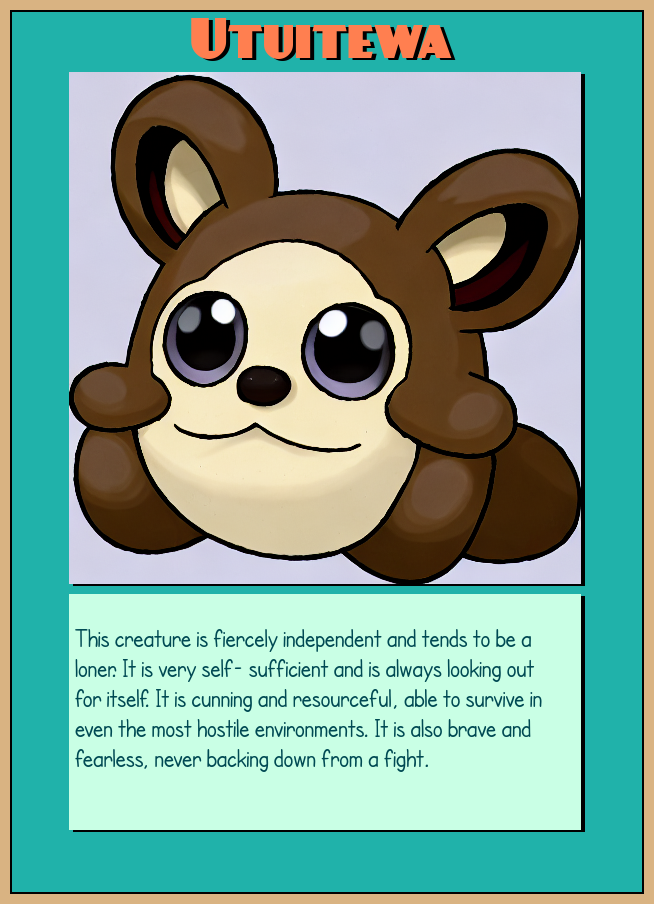 Utuitewa
This creature is fiercely independent and tends to be a
loner. It is very self- sufficient and is always looking out
for itself. It is cunning and resourceful, able to survive in
even the most hostile environments. It is also brave and
fearless, never backing down from a fight.